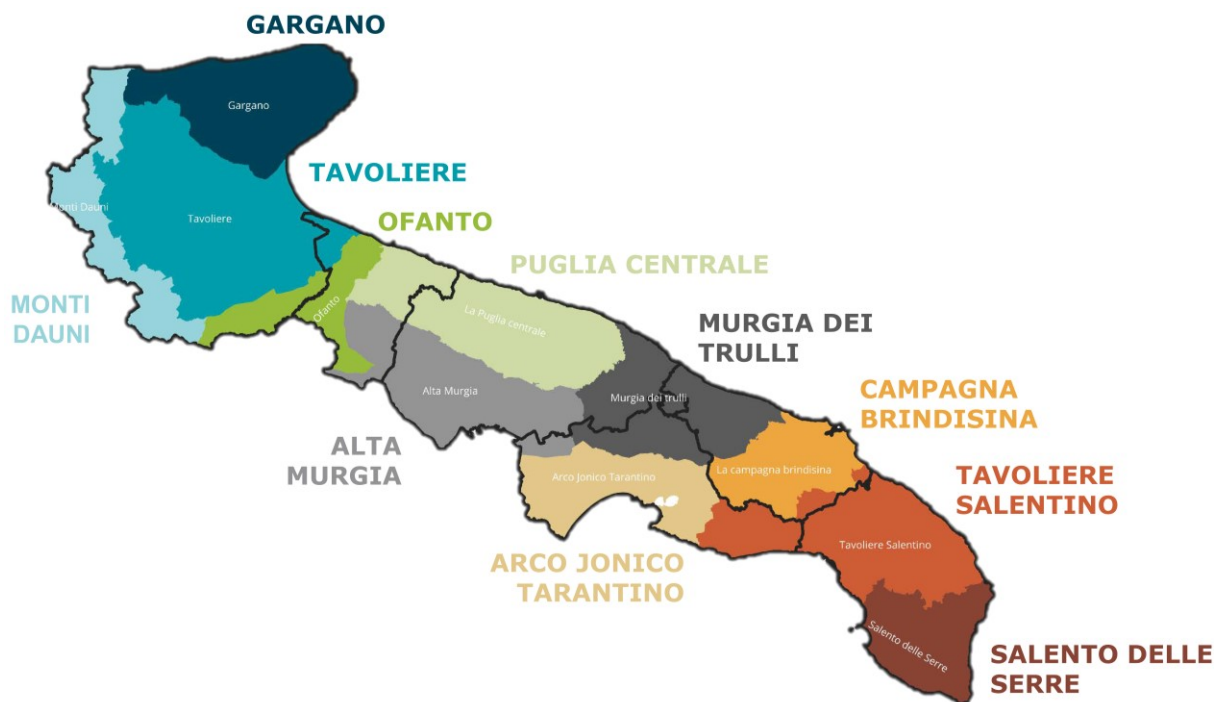 GARGANO
Gargano
TAVOLIERE
Monti Dauni
Tavoliere
OFANTO
PUGLIA CENTRALE
MONTI
DAUNI
Ofanto
La Puglia centrale
MURGIA DEI
TRULLI
Alta Murgia
Murgia dei trulli
CAMPAGNA
BRINDISINA
ALTA
MURGIA
Arco Jonico Tarantino
La campagna brindisina
TAVOLIERE
SALENTINO
ARCO JONICO
TARANTINO
Tavoliere Salentino
Salento delle Serre
SALENTO DELLE
SERRE